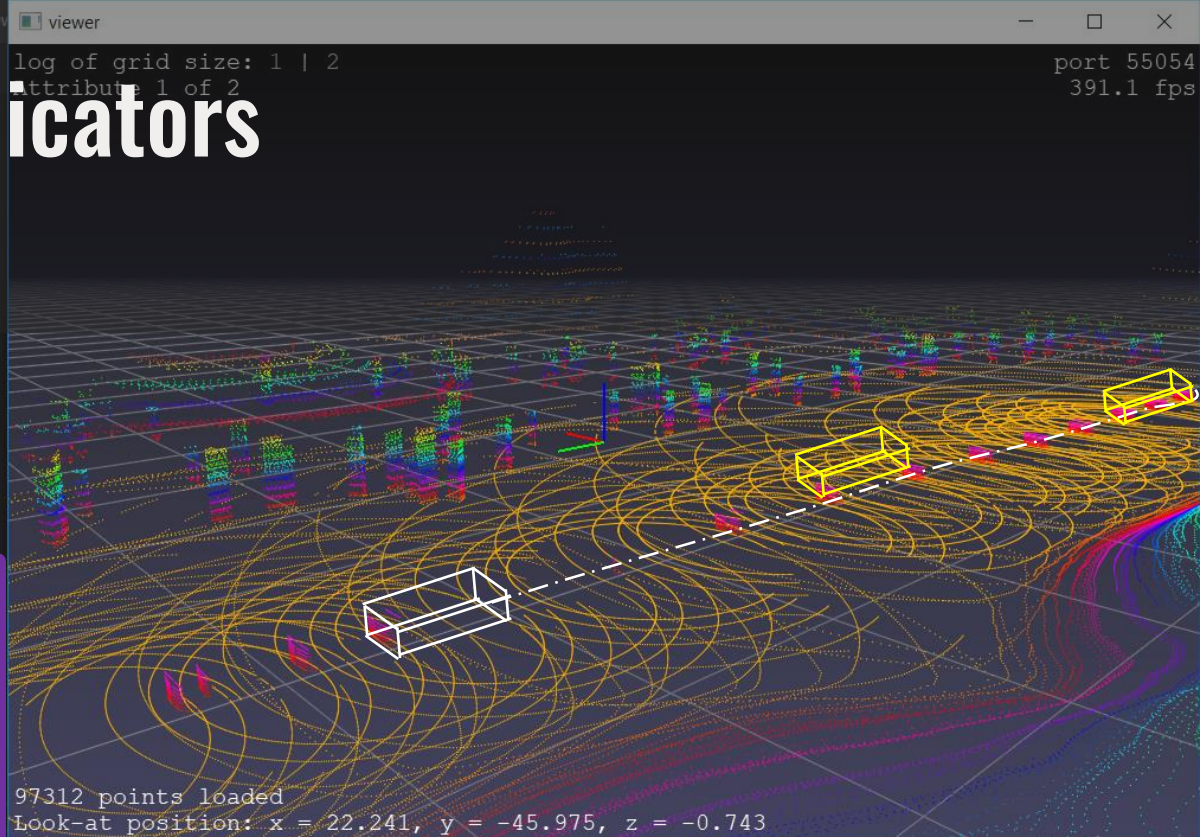 viewer
log of grid size: 1 | 2
port 55054
Attribute 1 of 2
391.1 fps
icators
97312 points loaded
Look-at position: x = 22.241, y = -45.975, z = -0.743